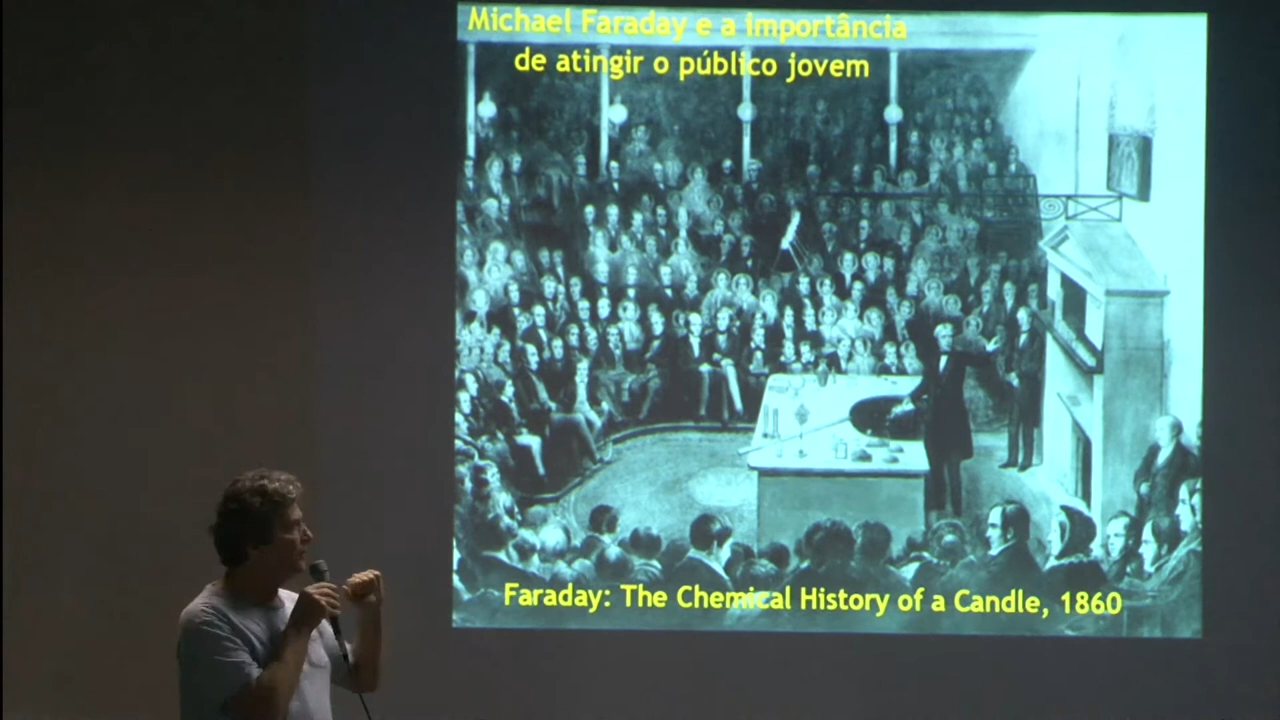 Michael Faraday e a importância
de atingir o público jovem
Faraday: The Chemical History of a Candle, 1860